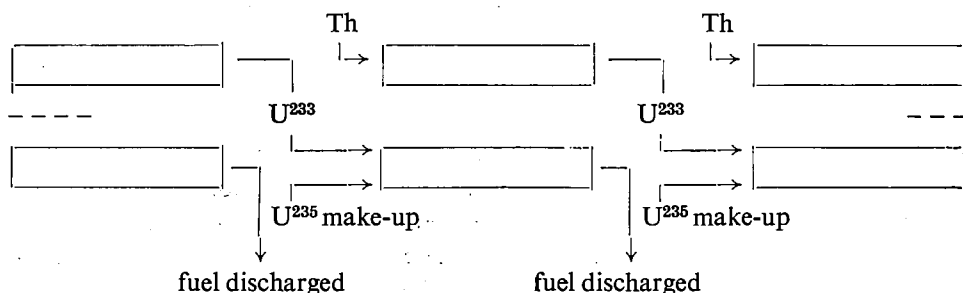 Th Th
U²³³ U²³³
U²³⁵ make-up U²³⁵ make-up
fuel discharged fuel discharged